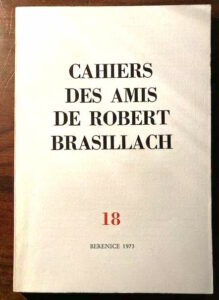 CAHIERS
DES AMIS
DE ROBERT
BRASILLACH
18
BERENICE 1973